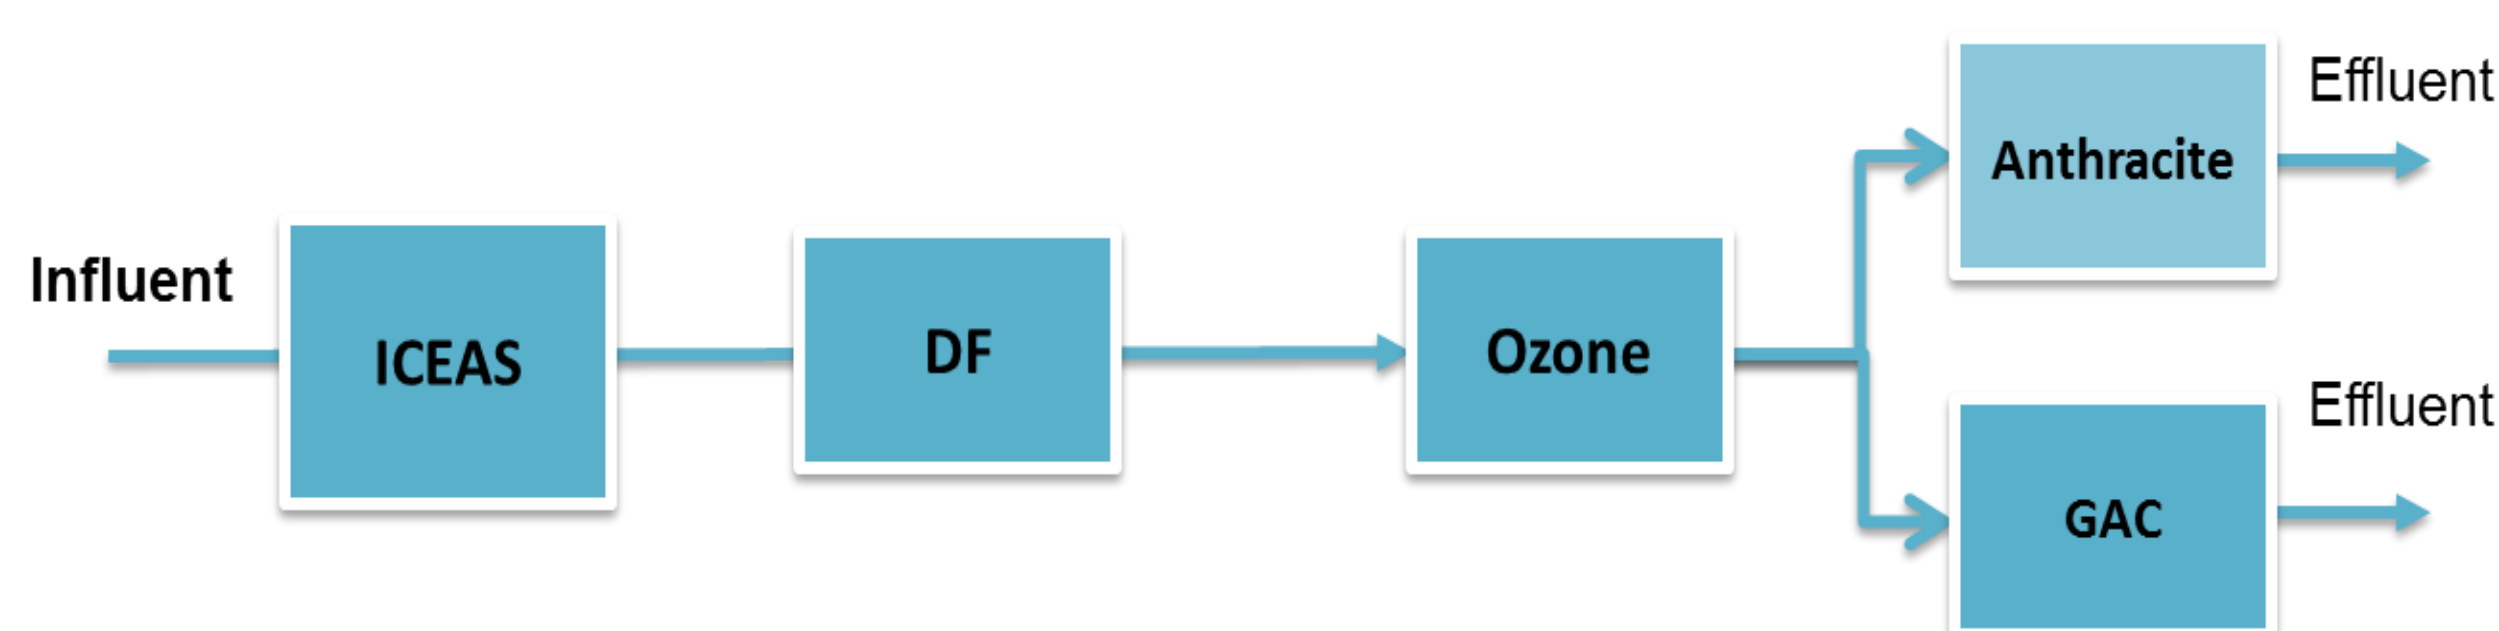 Influent
ICEAS
DF
Ozone
Anthracite
Effluent
GAC
Effluent